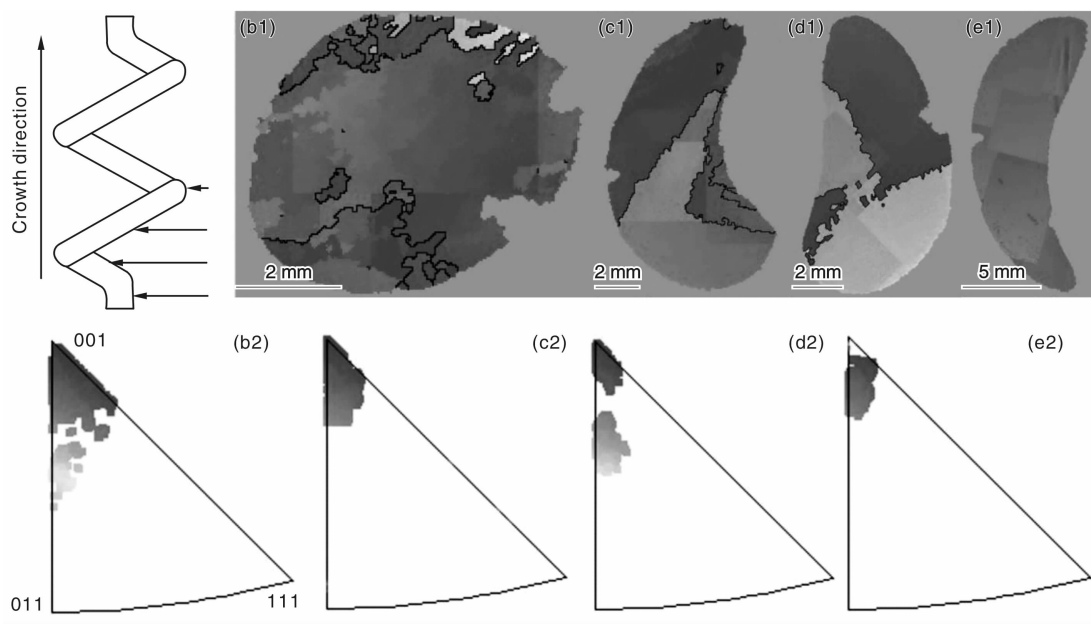 Crowth direction
(b1)
(c1)
(d1)
(e1)
2 mm
2 mm
2 mm
5 mm
001
(b2)
(c2)
(d2)
(e2)
011
111